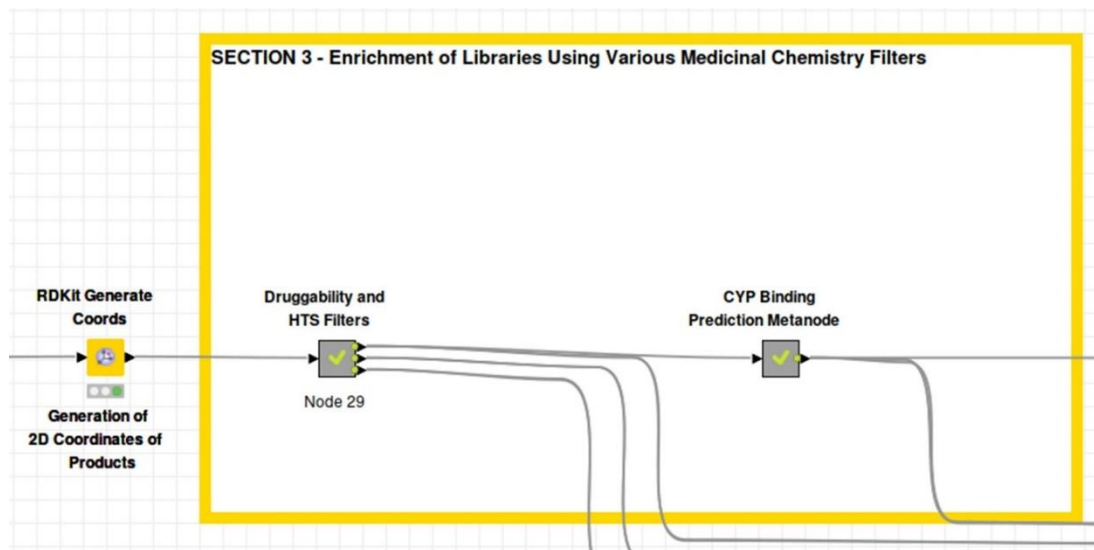 SECTION 3 - Enrichment of Libraries Using Various Medicinal Chemistry Filters
RDKit Generate
Coords
Generation of
2D Coordinates of
Products
Druggability and
HTS Filters
Node 29
CYP Binding
Prediction Metanode